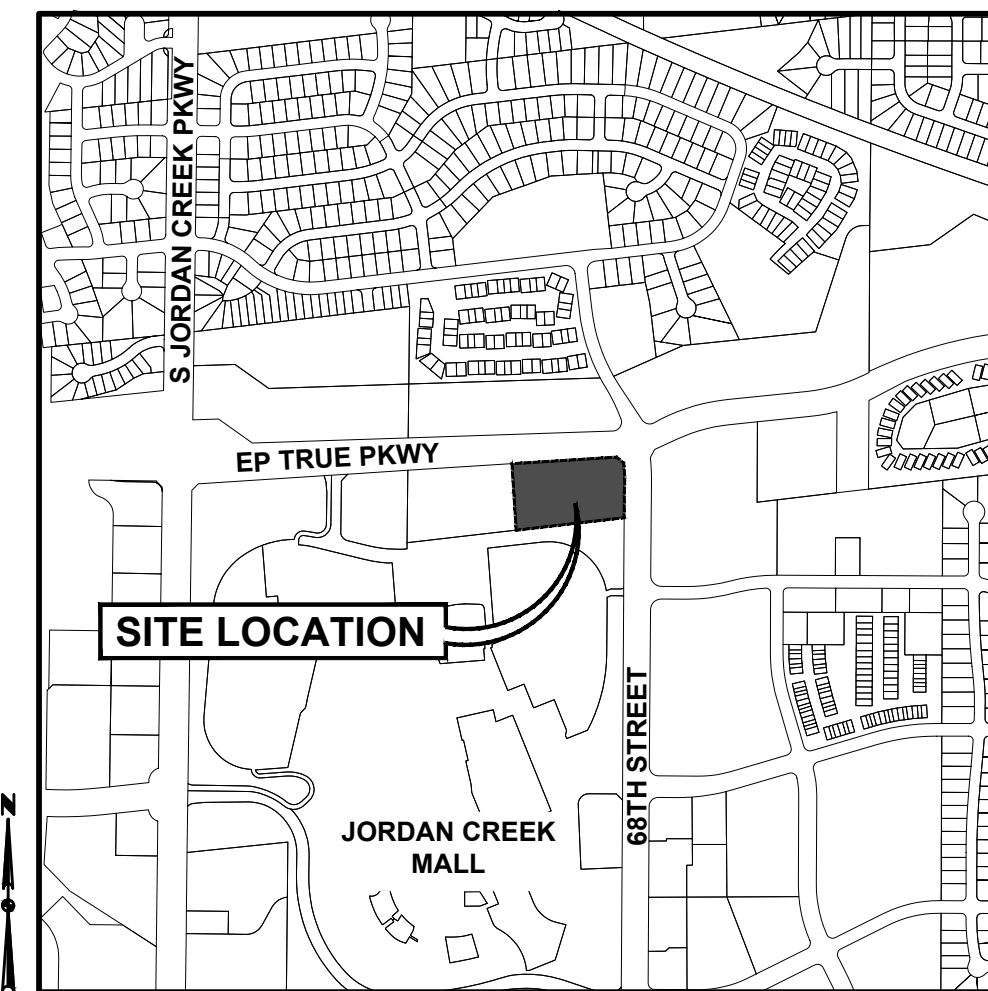 S JORDAN CREEK PKWY
EP TRUE PKWY
SITE LOCATION
68TH STREET
JORDAN CREEK
MALL
N